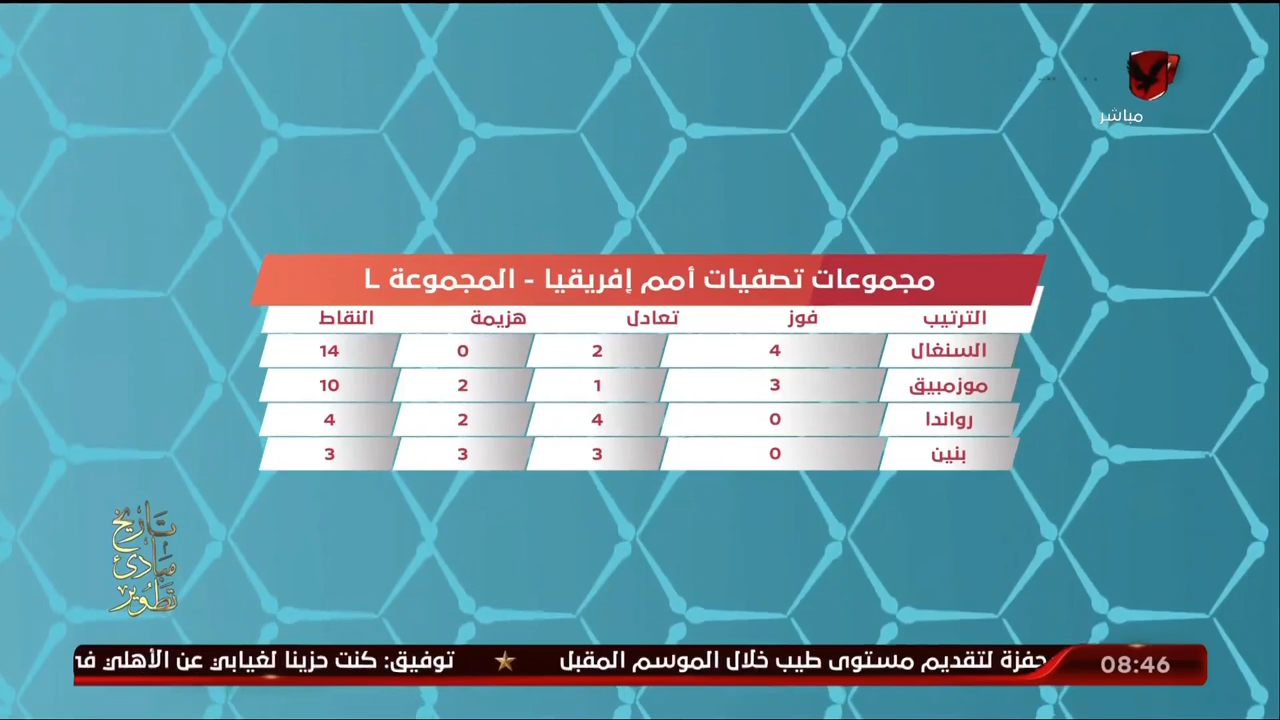 مباشر
مجموعات تصفيات أمم إفريقيا - المجموعة L
الترتيب فوز تعادل هزيمة النقاط
السنغال 4 2 0 14
موزمبيق 3 1 2 10
رواندا 0 4 2 4
بنين 0 3 3 3
تاريخ
مبادئ
تطوير
08:46 حفزة لتقديم مستوى طيب خلال الموسم المقبل ★ توفيق: كنت حزينا لغيابي عن الأهلي في